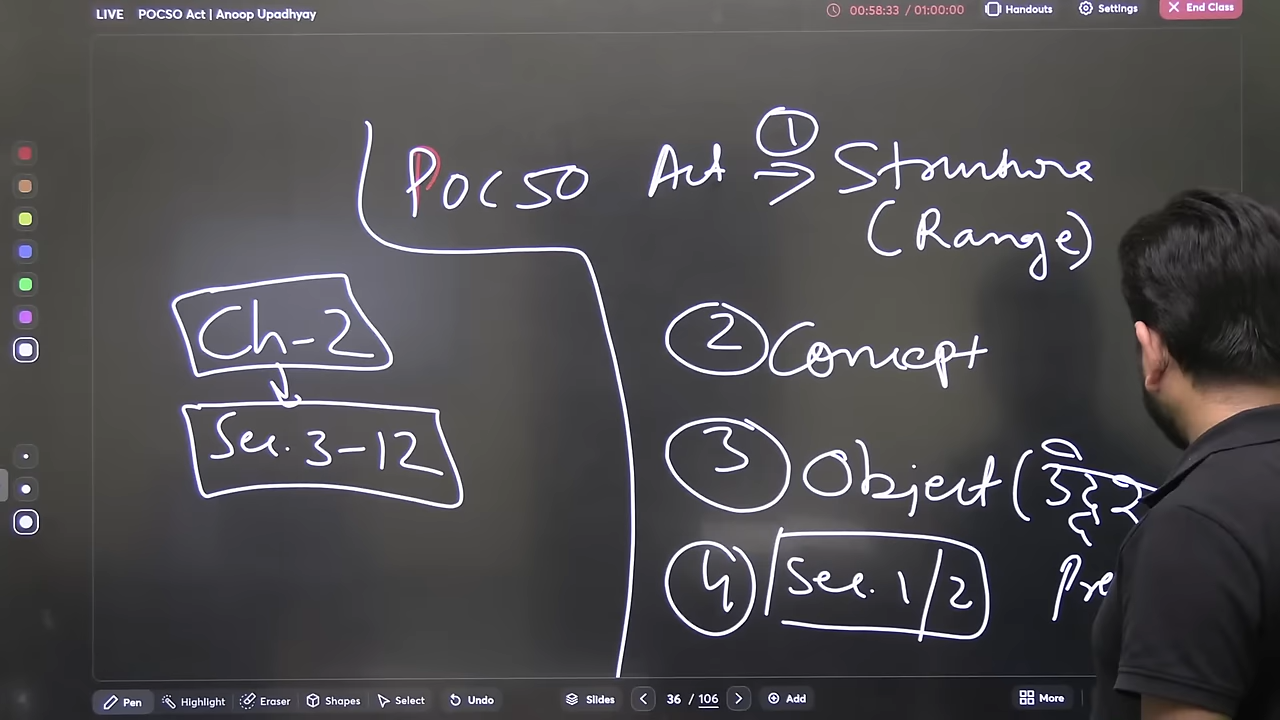 LIVE POCSO Act | Anoop Upadhyay
00:58:33 / 01:00:00 Handouts Settings End Class
POCSO Act ① ⇒ Structure
(Range)
Ch-2
Sec. 3-12
② Concept
③ Object (
④ Sec. 1/2
Pre
Pen Highlight Eraser Shapes Select Undo Slides 36 / 106 Add More